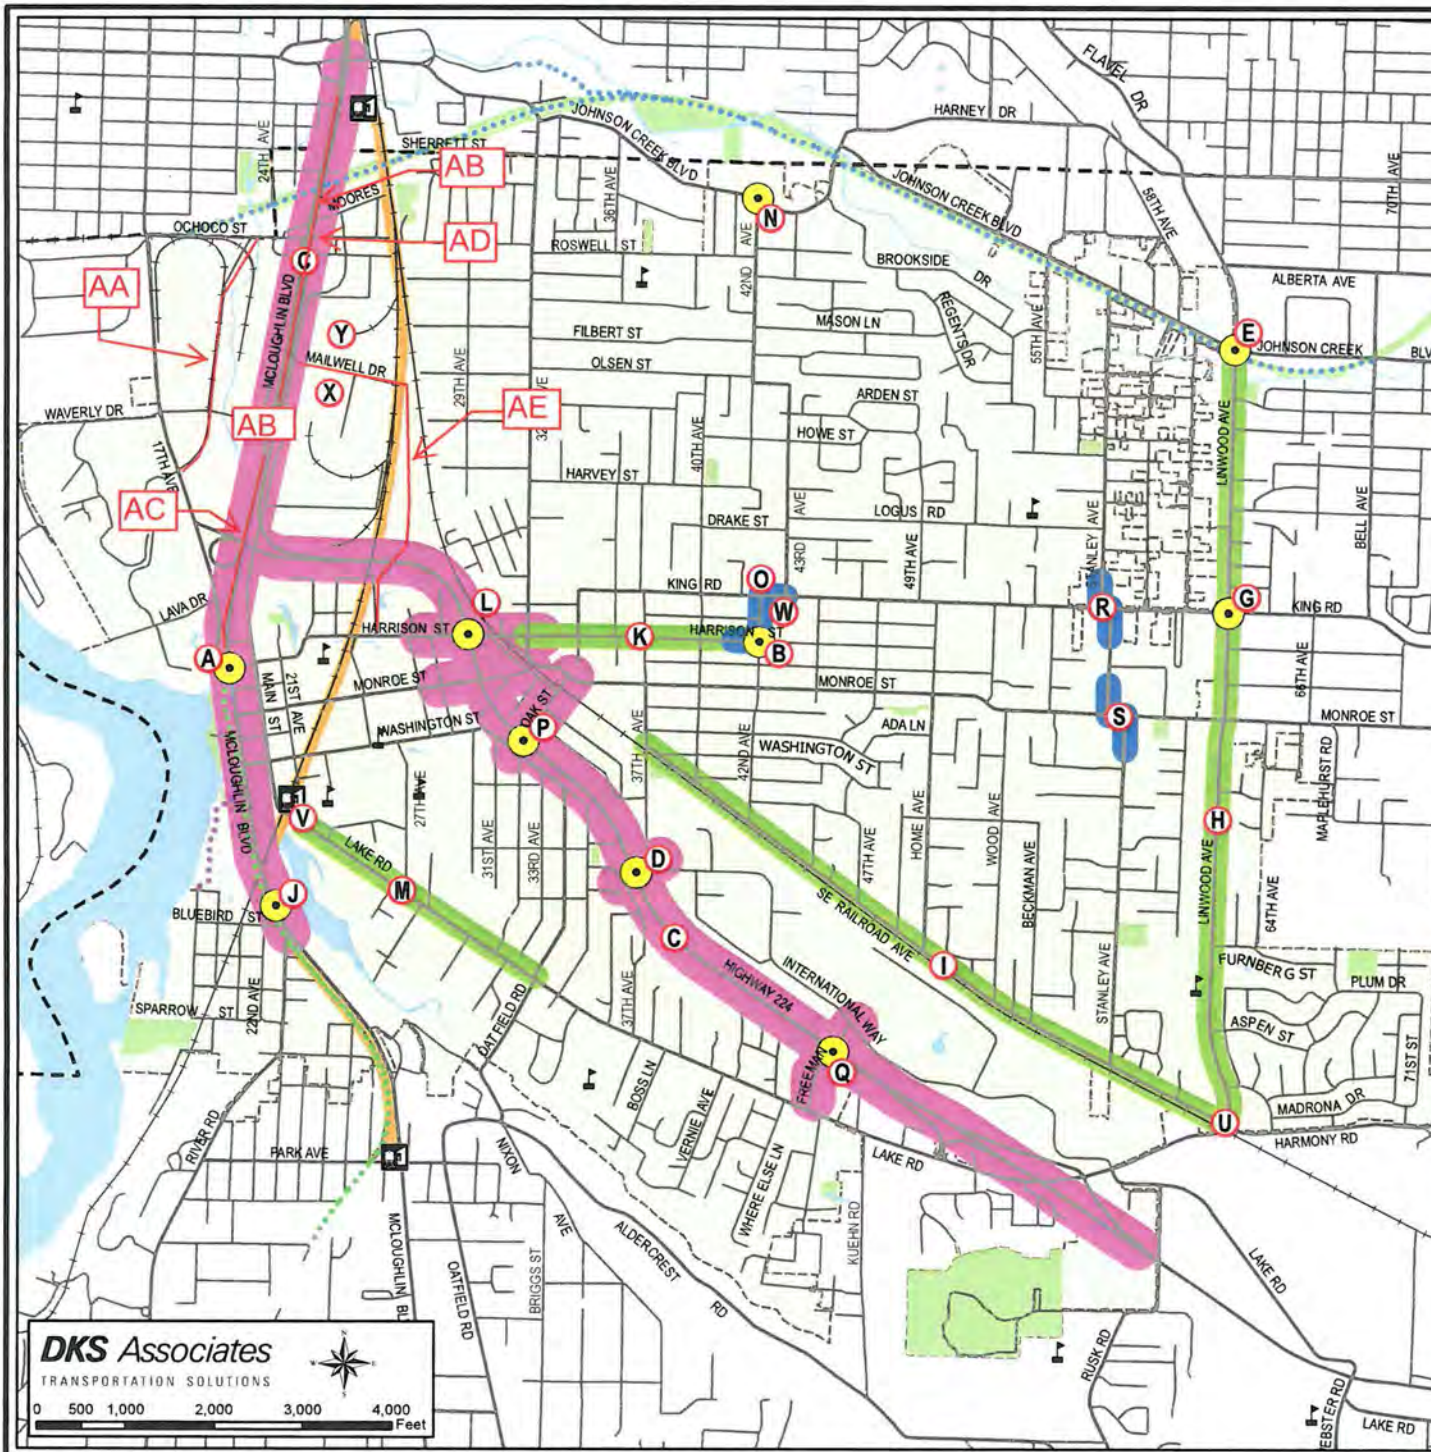 FLAVEL DR
HARNEY DR
JOHNSON CREEK BLVD
SHERRETT ST
24TH AVE
AB
MOORES
36TH AVE
N
JOHNSON CREEK BLVD
58TH AVE
70TH AVE
OCHOCO ST
AD
ROSWELL ST
42ND AVE
BROOKSIDE DR
C
AA
MCLOUGHLIN BLVD
ALBERTA AVE
REGENTS DR
55TH AVE
Y
FILBERT ST
MASON LN
E
JOHNSON CREEK BLV
OLSEN ST
MAILWELL DR
X
29TH AVE
AE
ARDEN ST
WAVERLY DR
AB
HOWE ST
LINWOOD AVE
40TH AVE
17TH AVE
HARVEY ST
AC
DRAKE ST
43RD AVE
LOGUS RD
49TH AVE
STANLEY AVE
BELL AVE
KING RD
O
W
R
G
KING RD
LAVA DR
L
HARRISON ST
K
HARRISON ST
B
A
MONROE ST
MONROE ST
66TH AVE
MAIN ST
21ST AVE
WASHINGTON ST
OAK ST
P
37TH AVE
42ND AVE
ADA LN
WASHINGTON ST
S
MONROE ST
MCLOUGHLIN BLVD
27TH AVE
31ST AVE
33RD AVE
47TH AVE
HOME AVE
WOOD AVE
BECKMAN AVE
H
MAPLEHURST RD
V
LAKE RD
M
D
J
BLUEBIRD ST
C
SE RAILROAD AVE
I
LINWOOD AVE
64TH AVE
HIGHWAY 224
INTERNATIONAL WAY
STANLEY AVE
FURNBERG ST
PLUM DR
SPARROW ST
22ND AVE
OATFIELD RD
37TH AVE
ASPEN ST
71ST ST
FREEMAN
Q
BOSS LN
VERNIE AVE
MADRONA DR
U
HARMONY RD
RIVER RD
PARK AVE
NIXON AVE
WHERE ELSE LN
LAKE RD
KUEHN RD
MCLOUGHLIN BL
OATFIELD RD
BRIGGS ST
ALDERCREST RD
LAKE RD
RUSK RD
WEBSTER RD
LAKE RD
DKS Associates
TRANSPORTATION SOLUTIONS
0 500 1,000 2,000 3,000 4,000
Feet